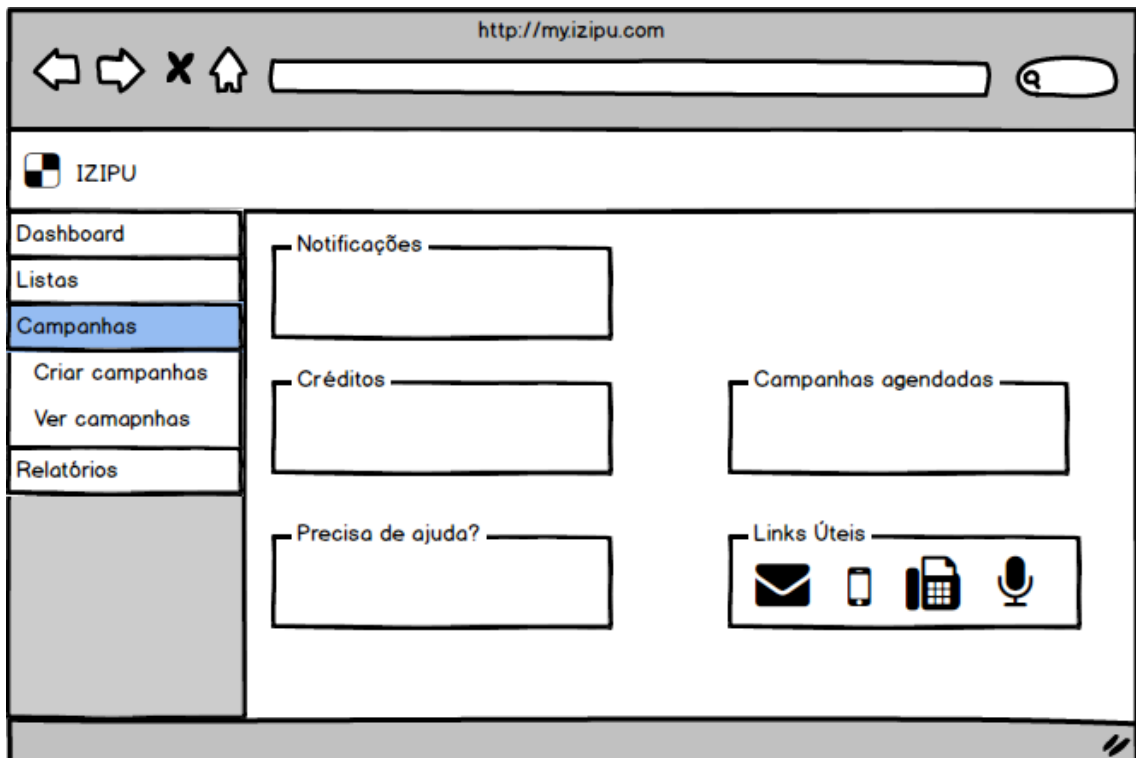 http://my.izipu.com
IZIPU
Dashboard
Listas
Campanhas
Criar campanhas
Ver camapnhas
Relatórios
Notificações
Créditos
Campanhas agendadas
Precisa de ajuda?
Links Úteis